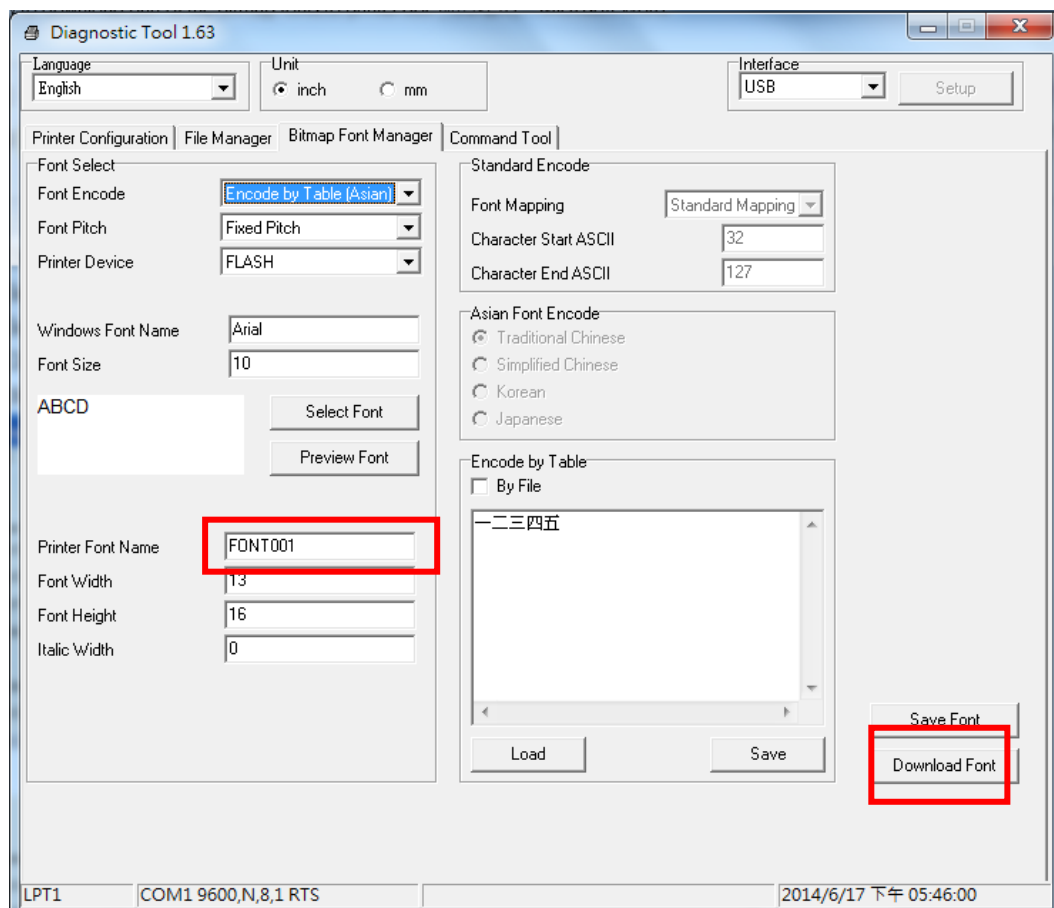 Diagnostic Tool 1.63
Language
English
Unit
inch
mm
Interface
USB
Setup
Printer Configuration
File Manager
Bitmap Font Manager
Command Tool
Font Select
Font Encode
Encode by Table (Asian)
Font Pitch
Fixed Pitch
Printer Device
FLASH
Windows Font Name
Arial
Font Size
10
ABCD
Select Font
Preview Font
Printer Font Name
FONT001
Font Width
13
Font Height
16
Italic Width
0
Standard Encode
Font Mapping
Standard Mapping
Character Start ASCII
32
Character End ASCII
127
Asian Font Encode
Traditional Chinese
Simplified Chinese
Korean
Japanese
Encode by Table
By File
一二三四五
Load
Save
Save Font
Download Font
LPT1
COM1 9600,N,8,1 RTS
2014/6/17 下午 05:46:00